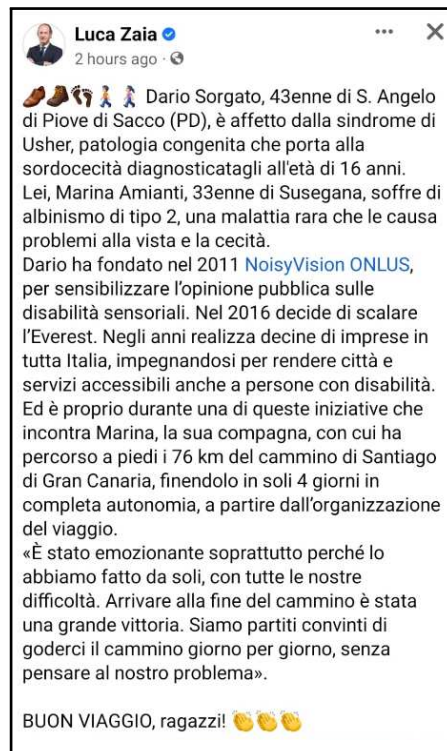 Luca Zaia
2 hours ago ·
Dario Sorgato, 43enne di S. Angelo
di Piove di Sacco (PD), è affetto dalla sindrome di
Usher, patologia congenita che porta alla
sordocecità diagnosticatagli all'età di 16 anni.
Lei, Marina Amianti, 33enne di Susegana, soffre di
albinismo di tipo 2, una malattia rara che le causa
problemi alla vista e la cecità.
Dario ha fondato nel 2011 NoisyVision ONLUS,
per sensibilizzare l’opinione pubblica sulle
disabilità sensoriali. Nel 2016 decide di scalare
l’Everest. Negli anni realizza decine di imprese in
tutta Italia, impegnandosi per rendere città e
servizi accessibili anche a persone con disabilità.
Ed è proprio durante una di queste iniziative che
incontra Marina, la sua compagna, con cui ha
percorso a piedi i 76 km del cammino di Santiago
di Gran Canaria, finendolo in soli 4 giorni in
completa autonomia, a partire dall’organizzazione
del viaggio.
«È stato emozionante soprattutto perché lo
abbiamo fatto da soli, con tutte le nostre
difficoltà. Arrivare alla fine del cammino è stata
una grande vittoria. Siamo partiti convinti di
goderci il cammino giorno per giorno, senza
pensare al nostro problema».
BUON VIAGGIO, ragazzi! 👏👏👏